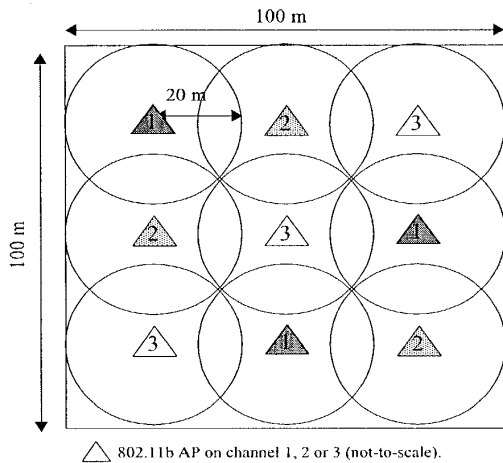 100 m
20 m
1 2 3
100 m
2 3 1
3 1 2
802.11b AP on channel 1, 2 or 3 (not-to-scale).